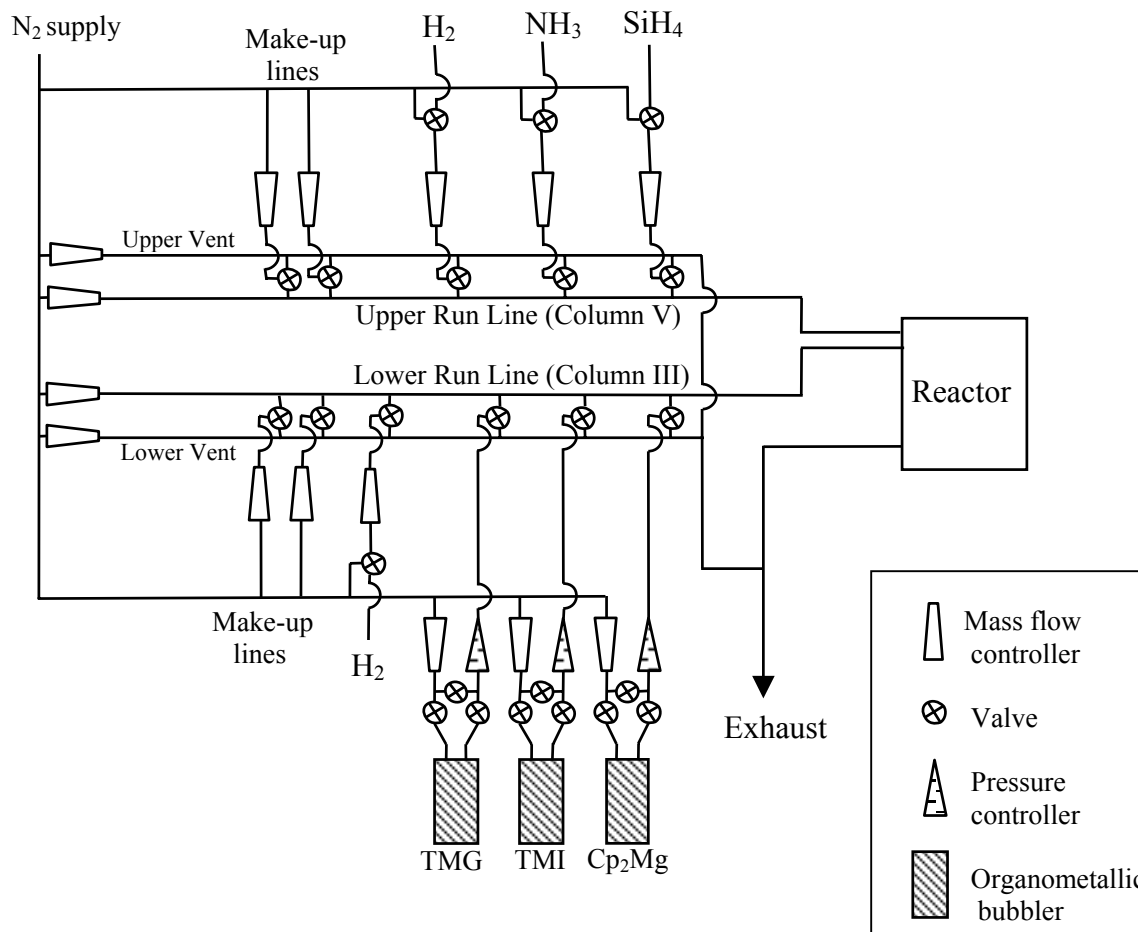 N₂ supply
Make-up
lines
H₂
NH₃
SiH₄
Upper Vent
Upper Run Line (Column V)
Lower Run Line (Column III)
Lower Vent
Reactor
Make-up
lines
H₂
Exhaust
TMG
TMI
Cp₂Mg
Mass flow
controller
Valve
Pressure
controller
Organometallic
bubbler